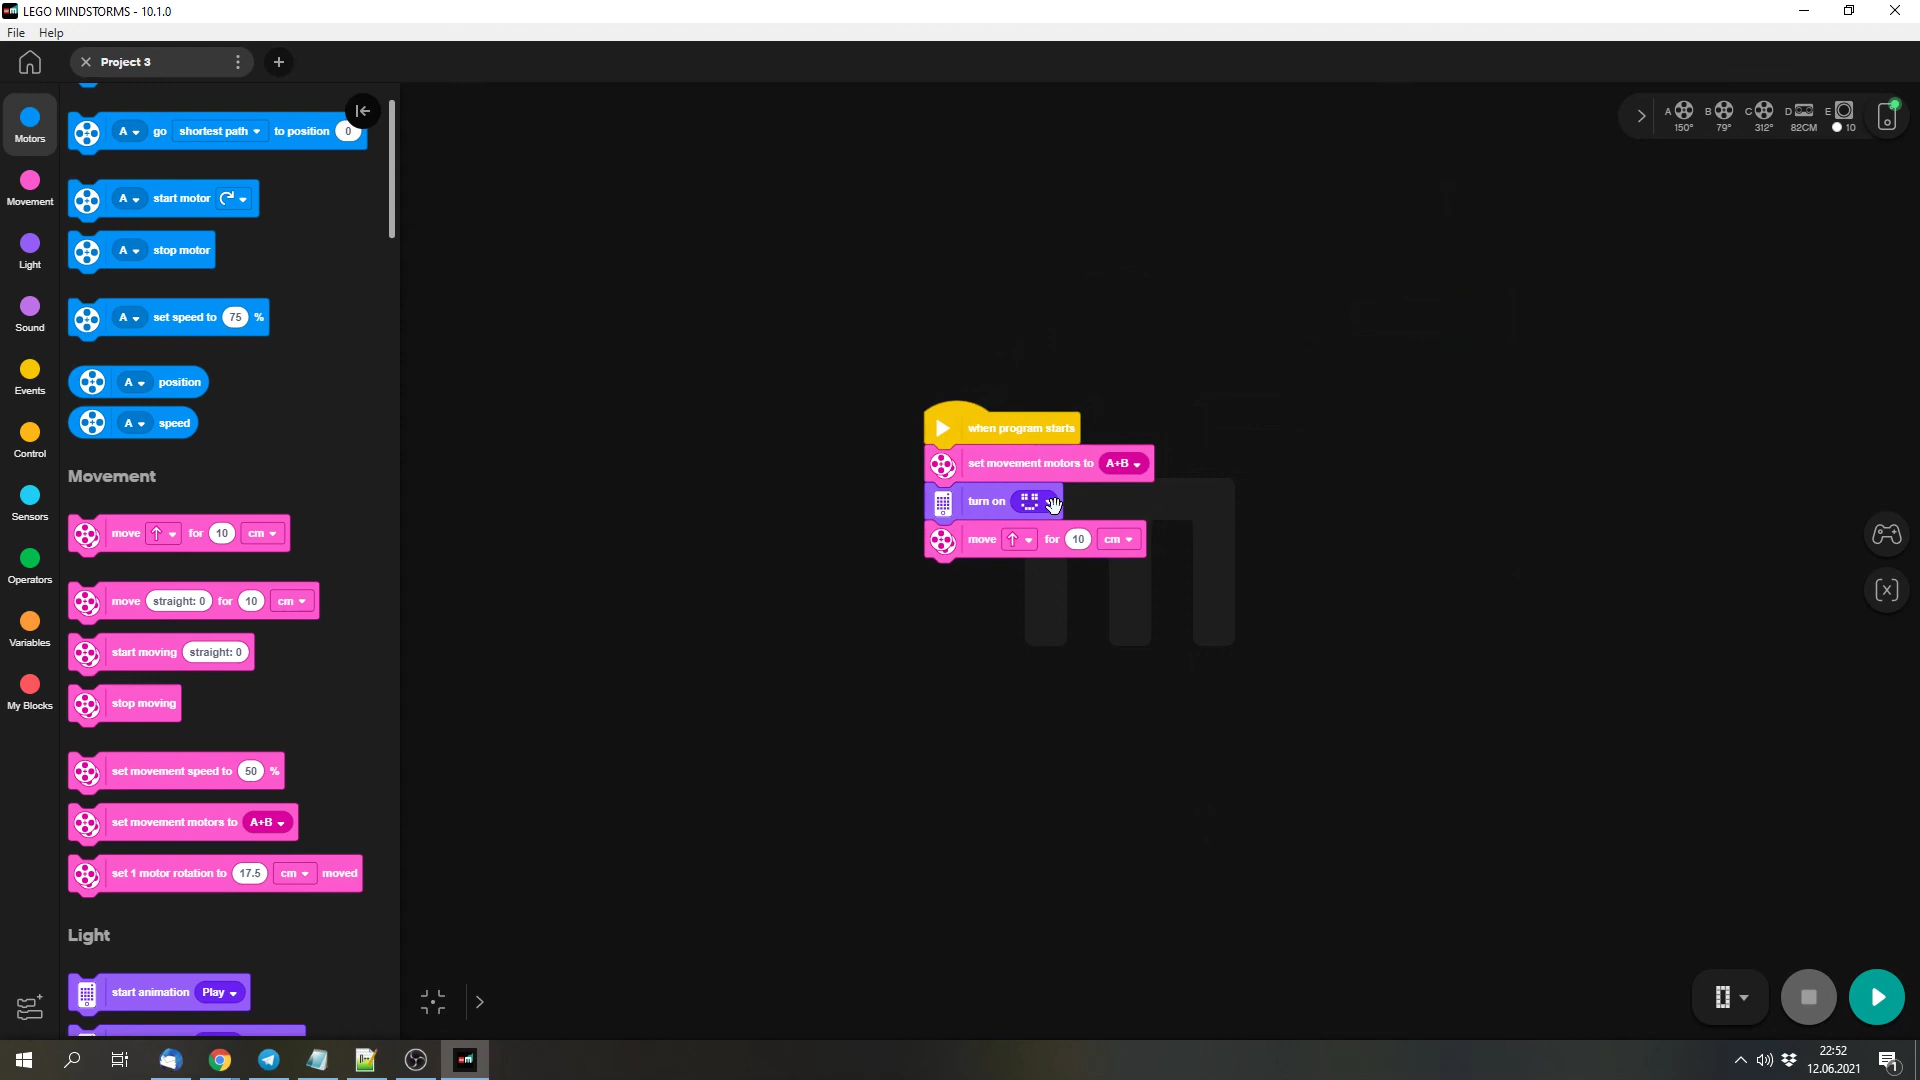 LEGO MINDSTORMS - 10.1.0
File Help
Project 3
Motors
Movement
Light
Sound
Events
Control
Sensors
Operators
Variables
My Blocks
A go shortest path to position 0
A start motor
A stop motor
A set speed to 75 %
A position
A speed
Movement
move for 10 cm
move straight: 0 for 10 cm
start moving straight: 0
stop moving
set movement speed to 50 %
set movement motors to A+B
set 1 motor rotation to 17.5 cm moved
Light
start animation Play
when program starts
set movement motors to A+B
turn on
move for 10 cm
A B C D E
150° 79° 312° 82CM 10
22:52
12.06.2021
1